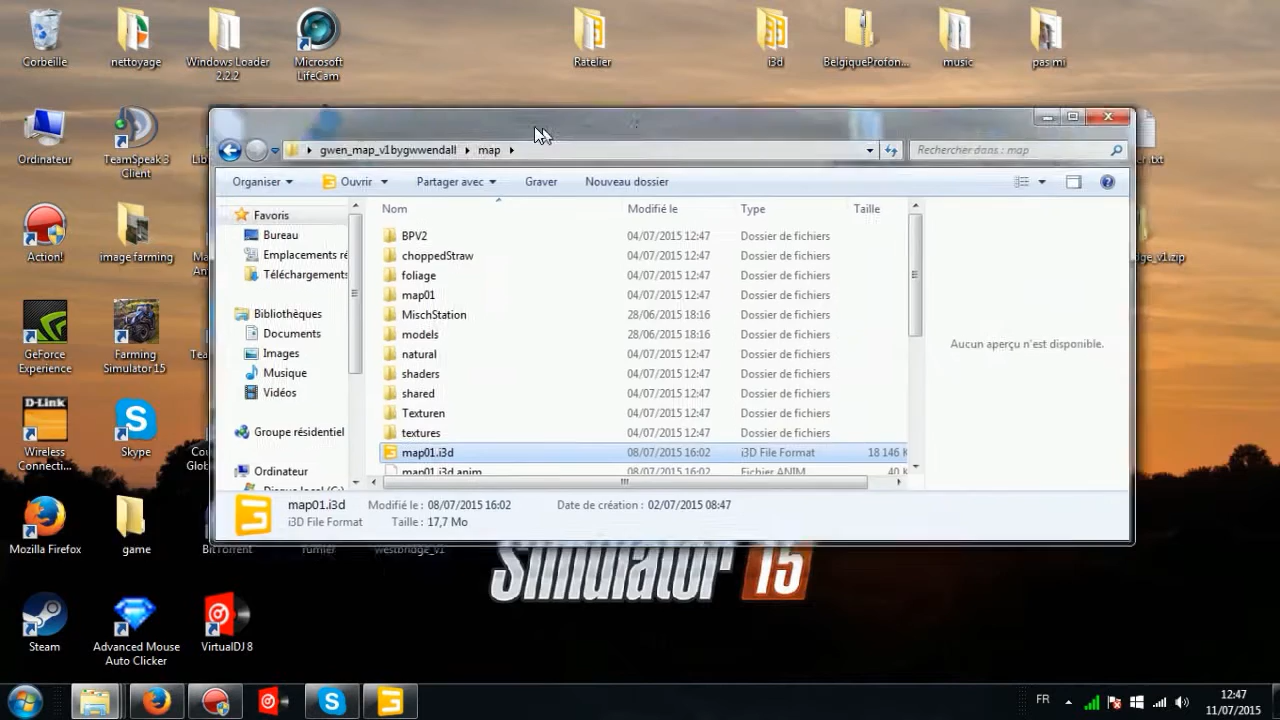 Corbeille
nettoyage
Windows Loader
2.2.2
Microsoft
LifeCam
Ratelier
i3d
BelgiqueProfon...
music
pas mi
gwen_map_v1bygwwendall
map
Rechercher dans : map
Organiser
Ouvrir
Partager avec
Graver
Nouveau dossier
Nom
Modifié le
Type
Taille
Favoris
Bureau
Emplacements ré
Téléchargements
Bibliothèques
Documents
Images
Musique
Vidéos
Groupe résidentiel
Ordinateur
BPV2 04/07/2015 12:47 Dossier de fichiers
choppedStraw 04/07/2015 12:47 Dossier de fichiers
foliage 04/07/2015 12:47 Dossier de fichiers
map01 04/07/2015 12:47 Dossier de fichiers
MischStation 28/06/2015 18:16 Dossier de fichiers
models 28/06/2015 18:16 Dossier de fichiers
natural 04/07/2015 12:47 Dossier de fichiers
shaders 04/07/2015 12:47 Dossier de fichiers
shared 04/07/2015 12:47 Dossier de fichiers
Texturen 04/07/2015 12:47 Dossier de fichiers
textures 04/07/2015 12:47 Dossier de fichiers
map01.i3d 08/07/2015 16:02 i3D File Format 18 146 K
map01.i3d.anim 08/07/2015 16:02 Fichier ANIM 40 k
Aucun aperçu n'est disponible.
map01.i3d Modifié le : 08/07/2015 16:02 Date de création : 02/07/2015 08:47
i3D File Format Taille : 17,7 Mo
Ordinateur
TeamSpeak 3
Client
Action!
image farming
GeForce
Experience
Farming
Simulator 15
D-Link
Wireless
Connecti...
Skype
Mozilla Firefox
game
BitTorrent
fumier
westbridge_v1
Simulator 15
Steam
Advanced Mouse
Auto Clicker
VirtualDJ 8
FR
12:47
11/07/2015